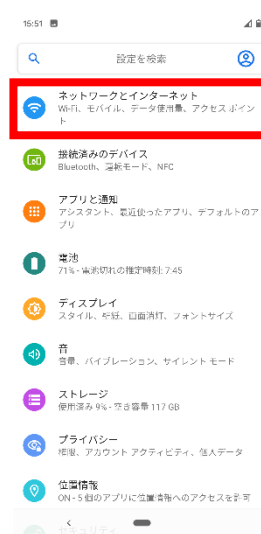 15:51
設定を検索
ネットワークとインターネット
Wi-Fi、モバイル、データ使用量、アクセス ポイン
ト
接続済みのデバイス
Bluetooth、運転モード、NFC
アプリと通知
アシスタント、最近使ったアプリ、デフォルトのア
プリ
電池
71% - 電池切れの推定時刻: 7:45
ディスプレイ
スタイル、壁紙、画面消灯、フォントサイズ
音
音量、バイブレーション、サイレント モード
ストレージ
使用済み 9% - 空き容量 117 GB
プライバシー
権限、アカウント アクティビティ、個人データ
位置情報
ON - 5 個のアプリに位置情報へのアクセスを許可
セキュリティ